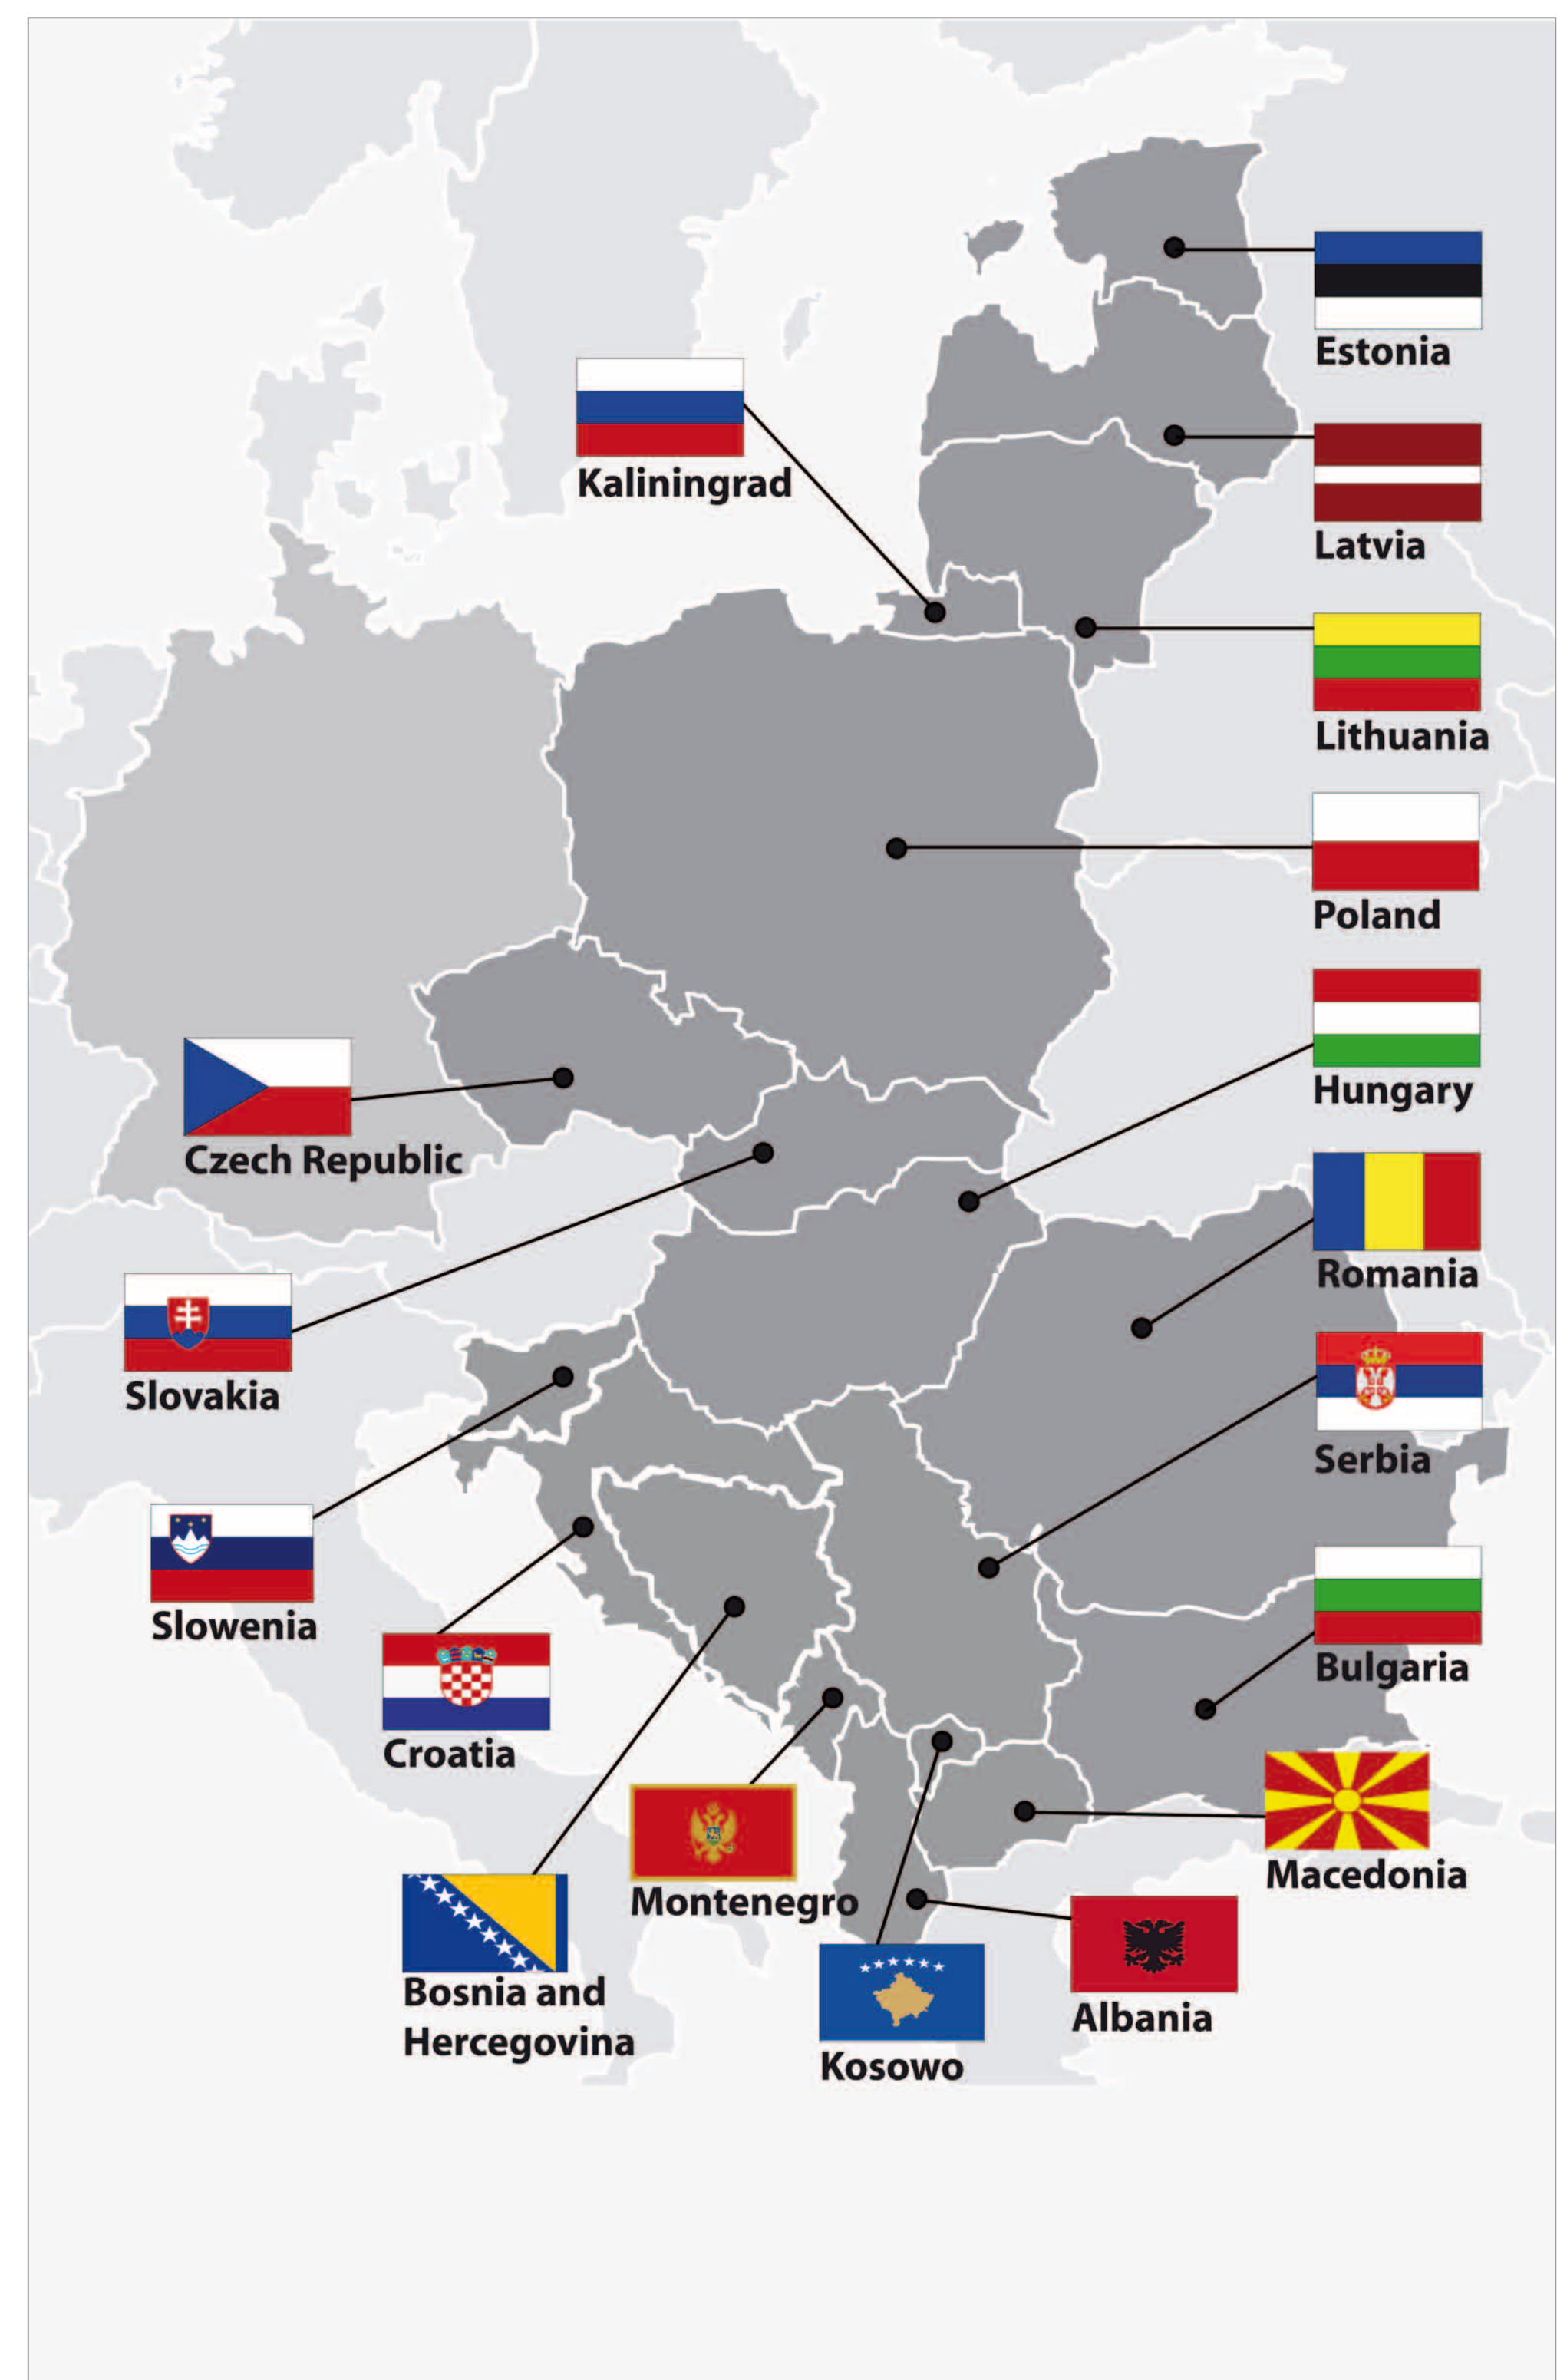 Estonia
Kaliningrad
Latvia
Lithuania
Poland
Hungary
Czech Republic
Romania
Slovakia
Serbia
Slowenia
Bulgaria
Croatia
Macedonia
Montenegro
Bosnia and
Hercegovina
Albania
Kosowo